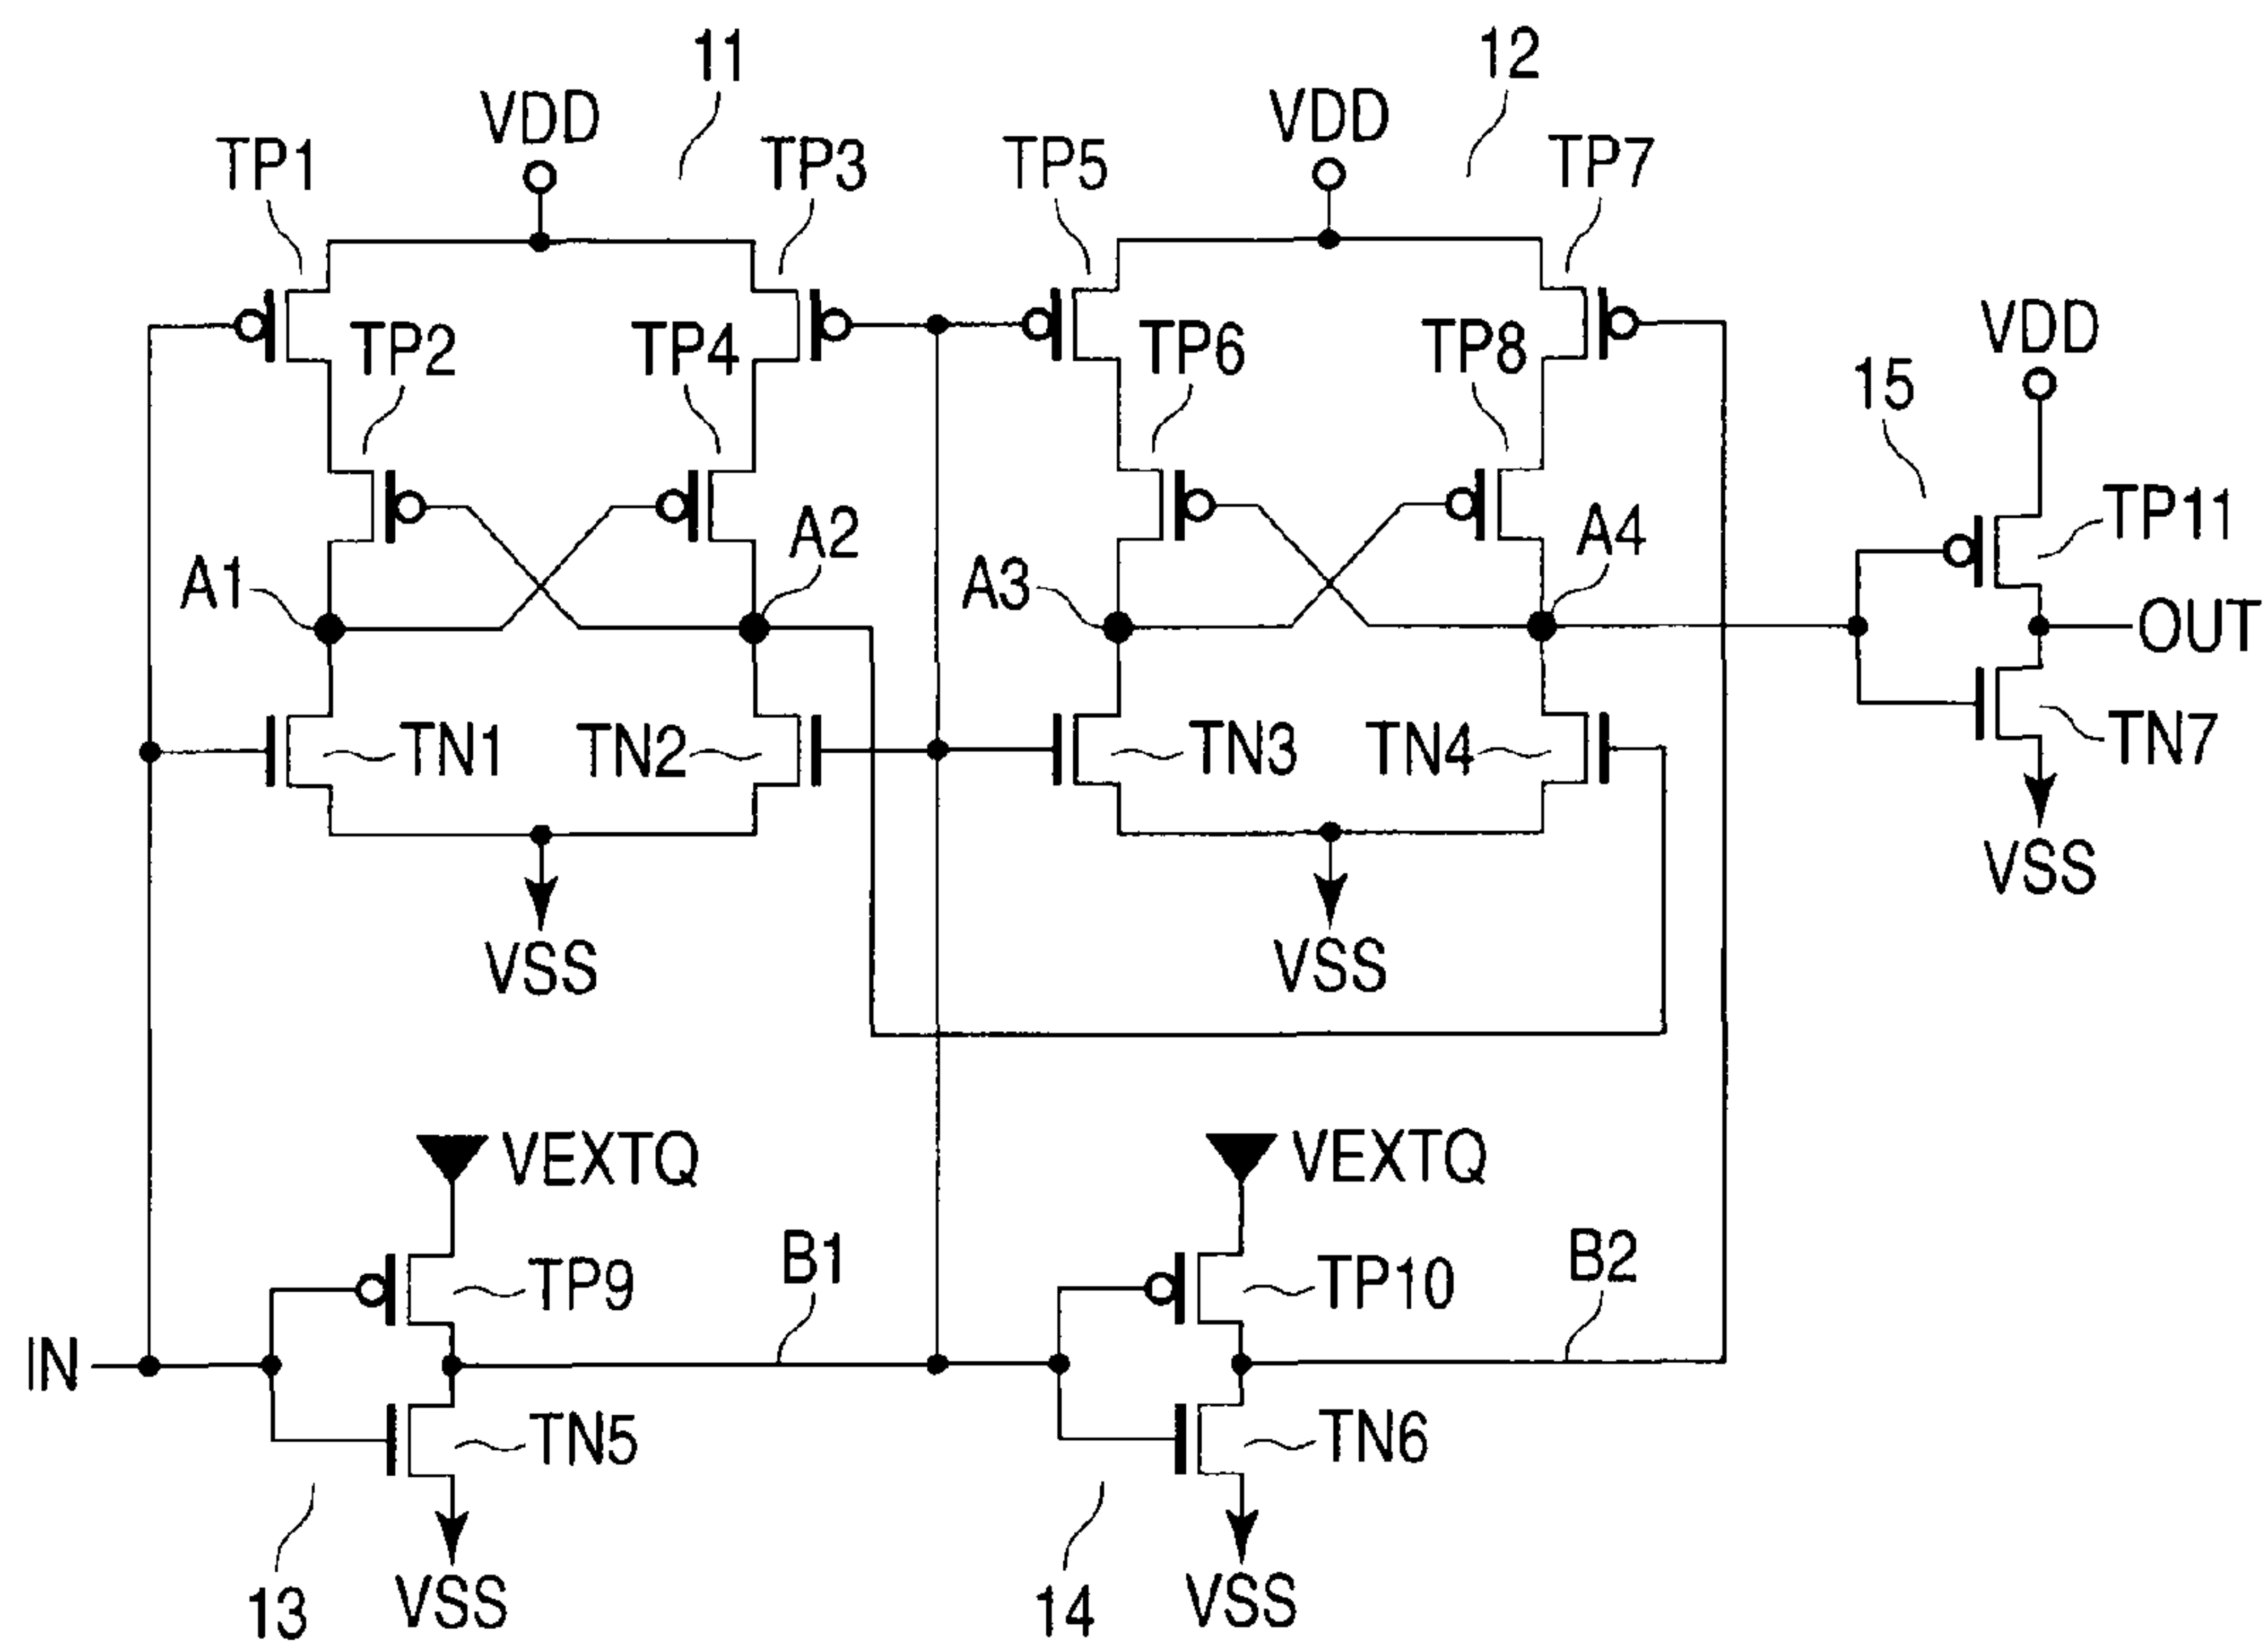 11
12
VDD
VDD
TP1
TP3
TP5
TP7
VDD
TP2
TP4
TP6
TP8
15
TP11
A2
A4
A1
A3
OUT
TN1
TN2
TN3
TN4
TN7
VSS
VSS
VSS
VEXTQ
VEXTQ
B1
B2
TP9
TP10
IN
TN5
TN6
13
VSS
14
VSS